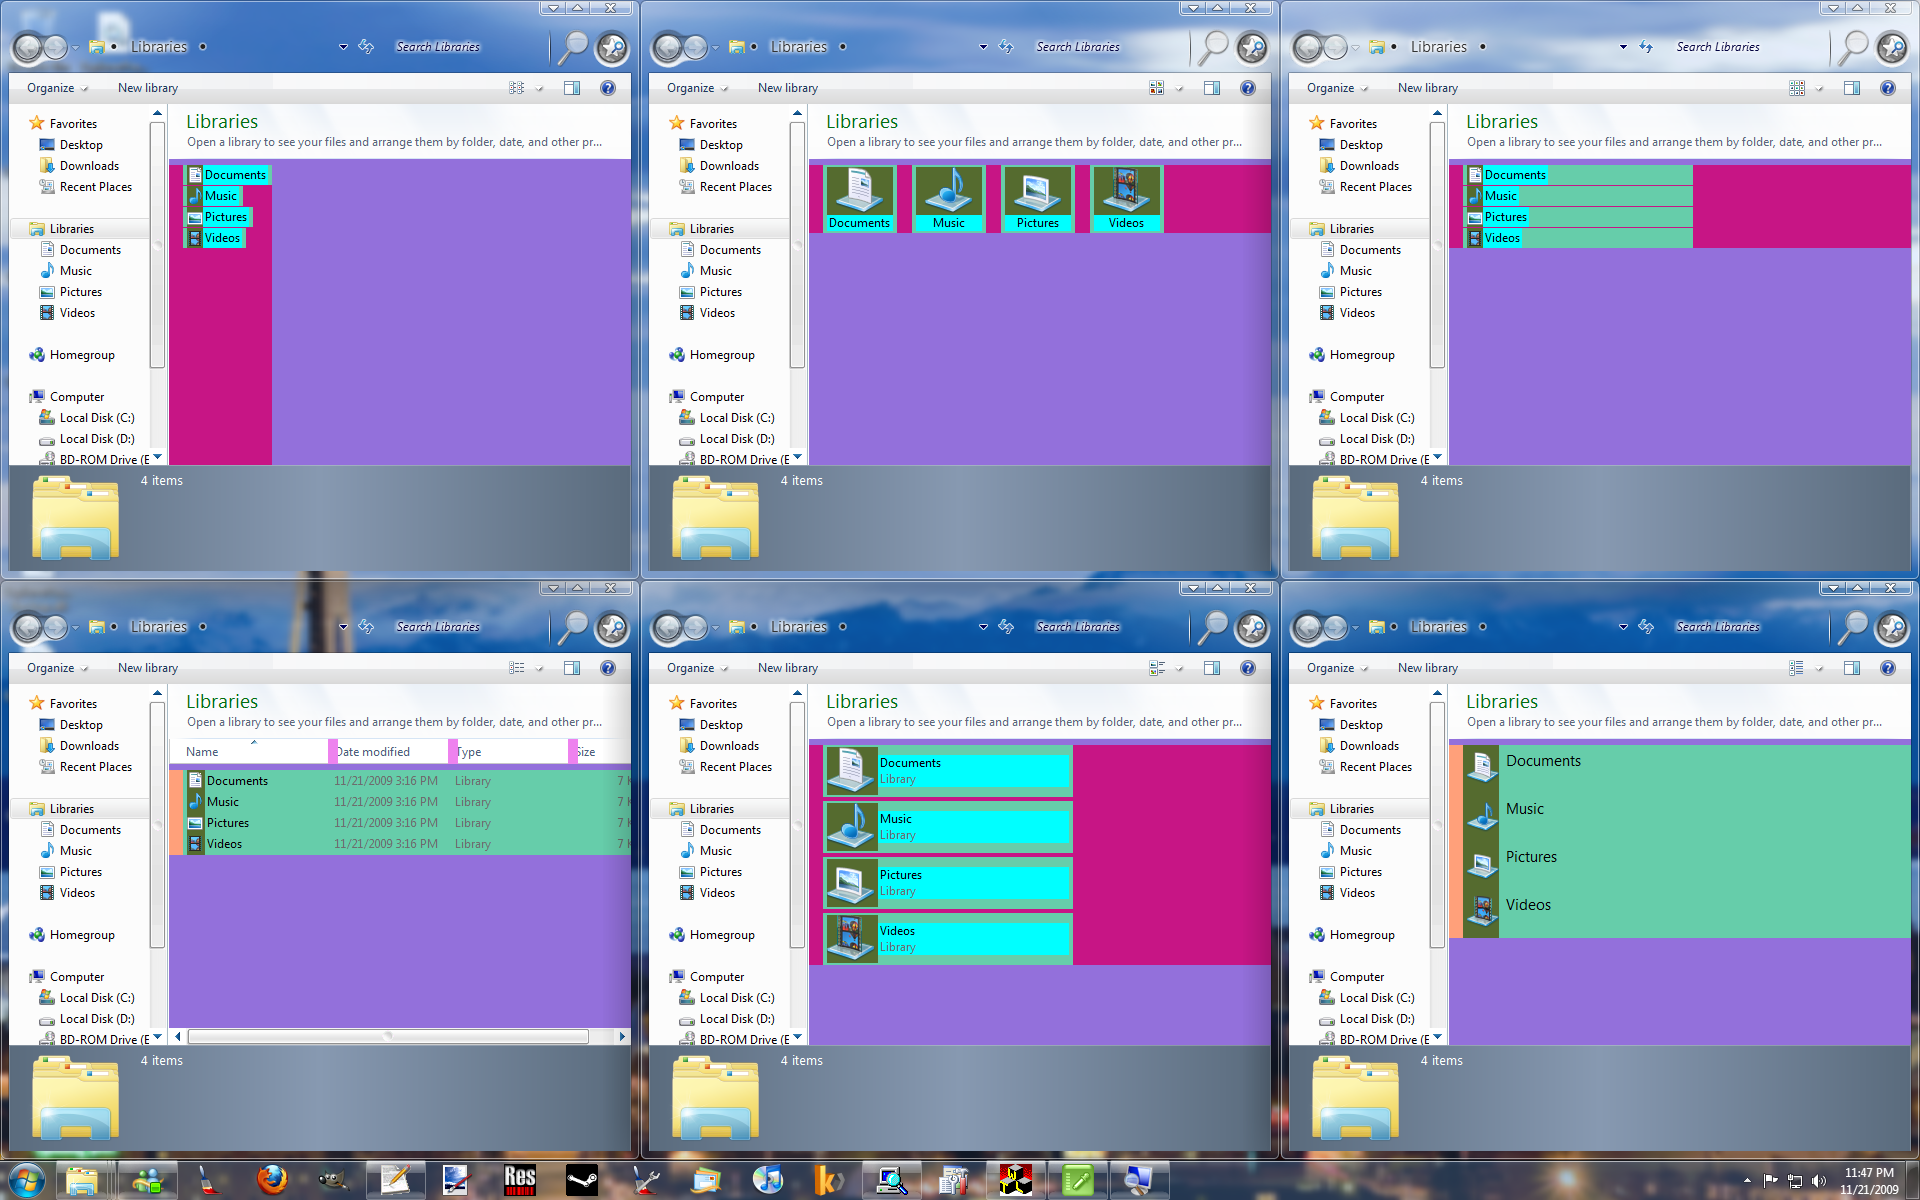 Libraries
Search Libraries
Organize
New library
Favorites
Desktop
Downloads
Recent Places
Libraries
Documents
Music
Pictures
Videos
Homegroup
Computer
Local Disk (C:)
Local Disk (D:)
BD-ROM Drive (E
Libraries
Open a library to see your files and arrange them by folder, date, and other pr...
Documents
Music
Pictures
Videos
4 items
Libraries
Search Libraries
Organize
New library
Favorites
Desktop
Downloads
Recent Places
Libraries
Documents
Music
Pictures
Videos
Homegroup
Computer
Local Disk (C:)
Local Disk (D:)
BD-ROM Drive (E
Libraries
Open a library to see your files and arrange them by folder, date, and other pr...
Documents Music Pictures Videos
4 items
Libraries
Search Libraries
Organize
New library
Favorites
Desktop
Downloads
Recent Places
Libraries
Documents
Music
Pictures
Videos
Homegroup
Computer
Local Disk (C:)
Local Disk (D:)
BD-ROM Drive (E
Libraries
Open a library to see your files and arrange them by folder, date, and other pr...
Documents
Music
Pictures
Videos
4 items
Libraries
Search Libraries
Organize
New library
Favorites
Desktop
Downloads
Recent Places
Libraries
Documents
Music
Pictures
Videos
Homegroup
Computer
Local Disk (C:)
Local Disk (D:)
BD-ROM Drive (E
Libraries
Open a library to see your files and arrange them by folder, date, and other pr...
Name Date modified Type Size
Documents 11/21/2009 3:16 PM Library 7 K
Music 11/21/2009 3:16 PM Library 7 K
Pictures 11/21/2009 3:16 PM Library 7 K
Videos 11/21/2009 3:16 PM Library 7 K
4 items
Libraries
Search Libraries
Organize
New library
Favorites
Desktop
Downloads
Recent Places
Libraries
Documents
Music
Pictures
Videos
Homegroup
Computer
Local Disk (C:)
Local Disk (D:)
BD-ROM Drive (E
Libraries
Open a library to see your files and arrange them by folder, date, and other pr...
Documents
Library
Music
Library
Pictures
Library
Videos
Library
4 items
Libraries
Search Libraries
Organize
New library
Favorites
Desktop
Downloads
Recent Places
Libraries
Documents
Music
Pictures
Videos
Homegroup
Computer
Local Disk (C:)
Local Disk (D:)
BD-ROM Drive (E
Libraries
Open a library to see your files and arrange them by folder, date, and other pr...
Documents
Music
Pictures
Videos
4 items
Res
11:47 PM
11/21/2009